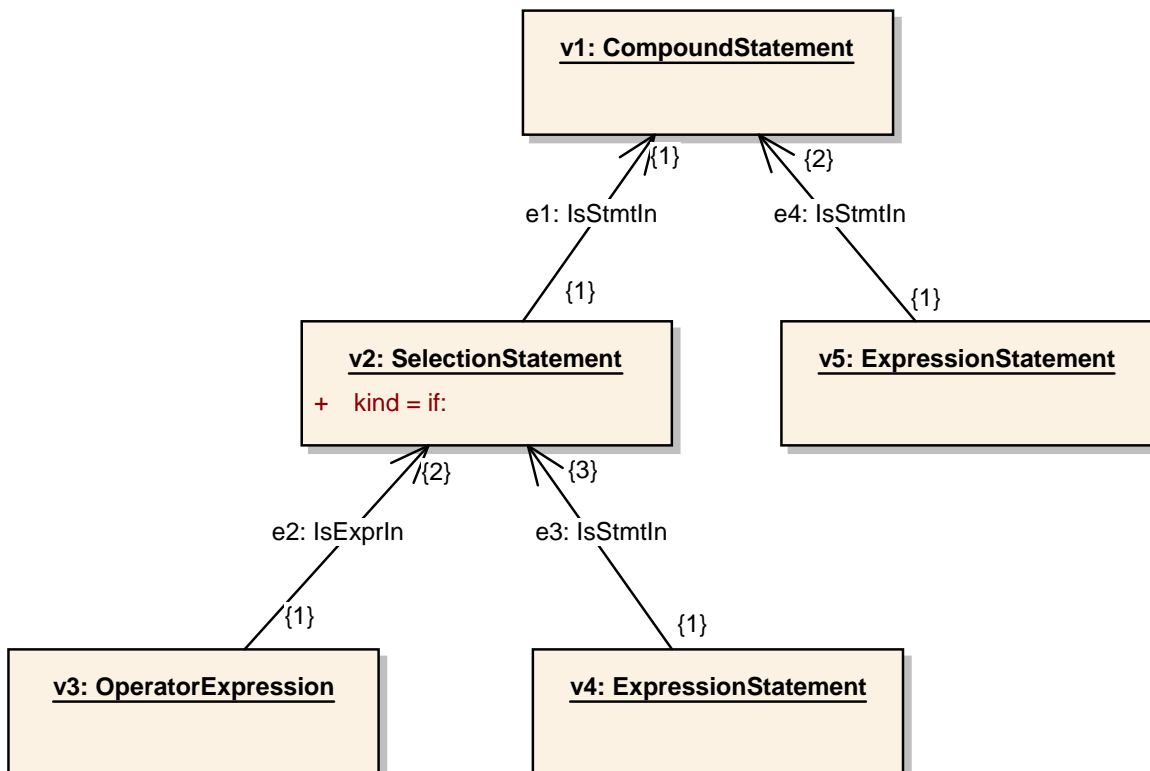 v1: CompoundStatement
{1}
{2}
e1: IsStmtIn
e4: IsStmtIn
{1}
{1}
v2: SelectionStatement
+ kind = if:
v5: ExpressionStatement
{2}
{3}
e2: IsExprIn
e3: IsStmtIn
{1}
{1}
v3: OperatorExpression
v4: ExpressionStatement